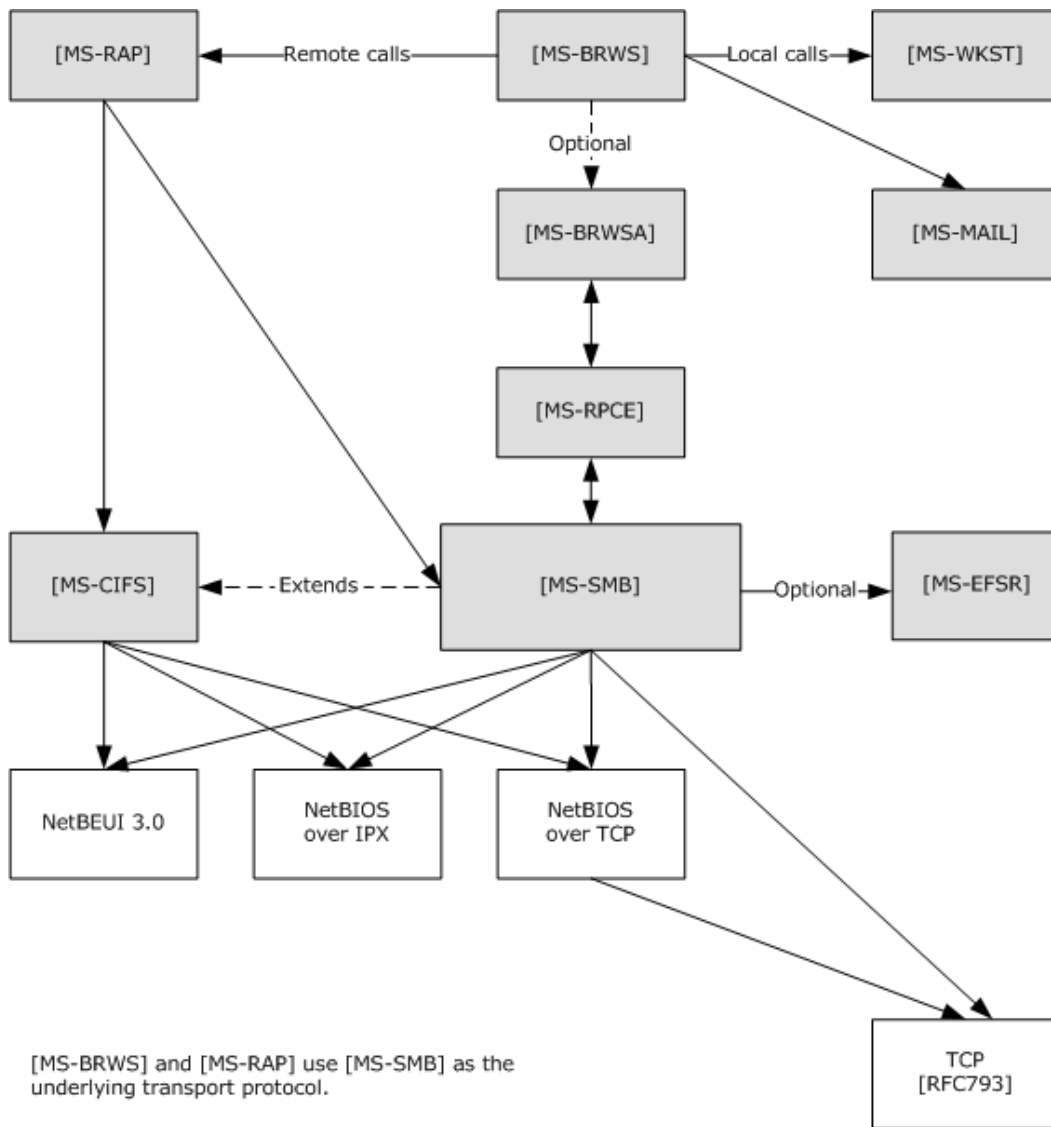 [MS-RAP]
Remote calls
[MS-BRWS]
Local calls
[MS-WKST]
Optional
[MS-BRWSA]
[MS-MAIL]
[MS-RPCE]
[MS-CIFS]
Extends
[MS-SMB]
Optional
[MS-EFSR]
NetBEUI 3.0
NetBIOS
over IPX
NetBIOS
over TCP
[MS-BRWS] and [MS-RAP] use [MS-SMB] as the
underlying transport protocol.
TCP
[RFC793]